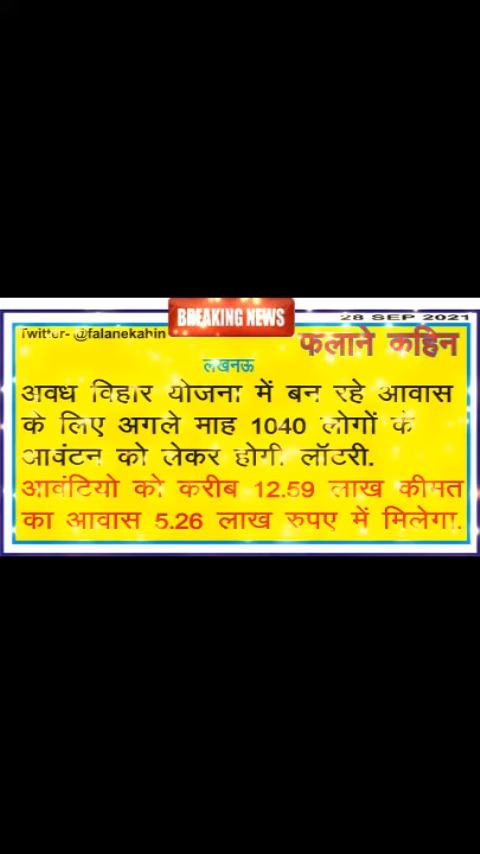 BREAKING NEWS
28 SEP 2021
Twitter- @falanekahin
फलाने कहिन
लखनऊ
अवध विहार योजना में बन रहे आवास
के लिए अगले माह 1040 लोगों के
आवंटन को लेकर होगी लॉटरी.
आवंटियो को करीब 12.59 लाख कीमत
का आवास 5.26 लाख रुपए में मिलेगा.